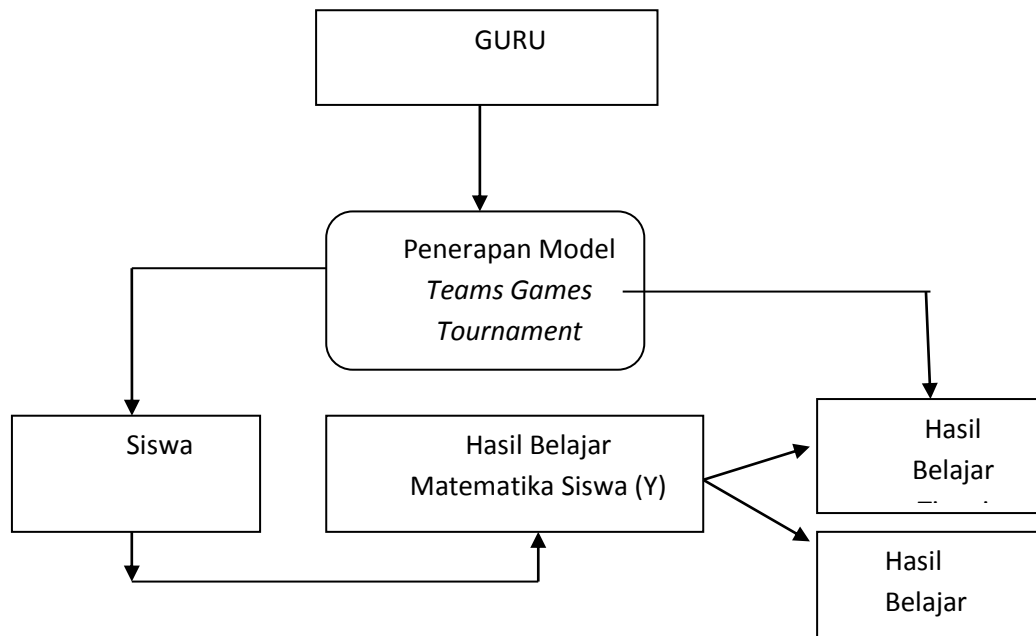 GURU
Penerapan Model
Teams Games
Tournament
Siswa
Hasil Belajar
Matematika Siswa (Y)
Hasil
Belajar
Hasil
Belajar